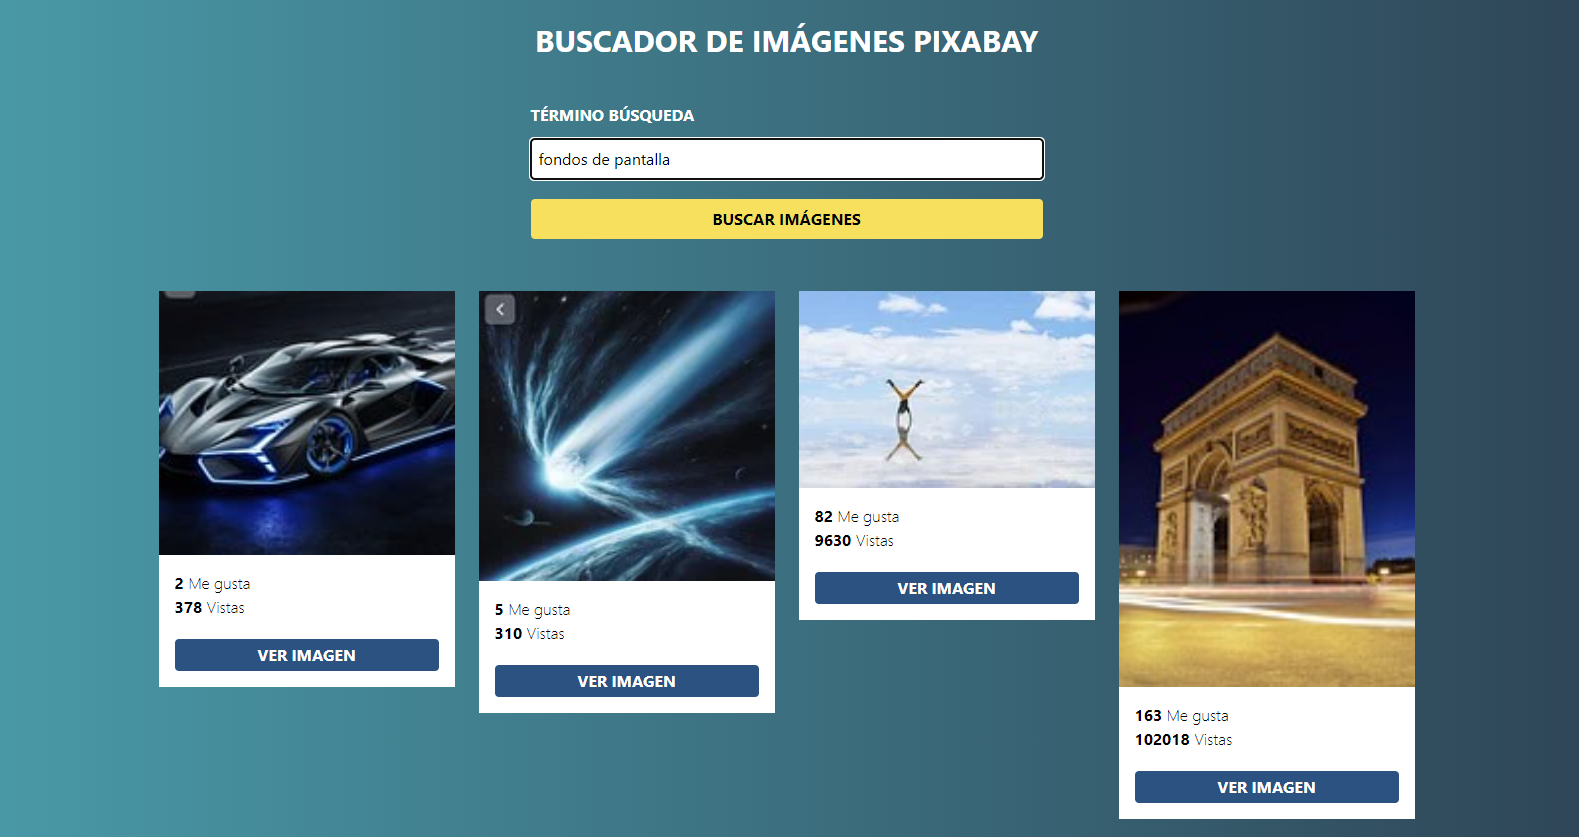 BUSCADOR DE IMÁGENES PIXABAY
TÉRMINO BÚSQUEDA
fondos de pantalla
BUSCAR IMÁGENES
2 Me gusta
378 Vistas
VER IMAGEN
5 Me gusta
310 Vistas
VER IMAGEN
82 Me gusta
9630 Vistas
VER IMAGEN
163 Me gusta
102018 Vistas
VER IMAGEN